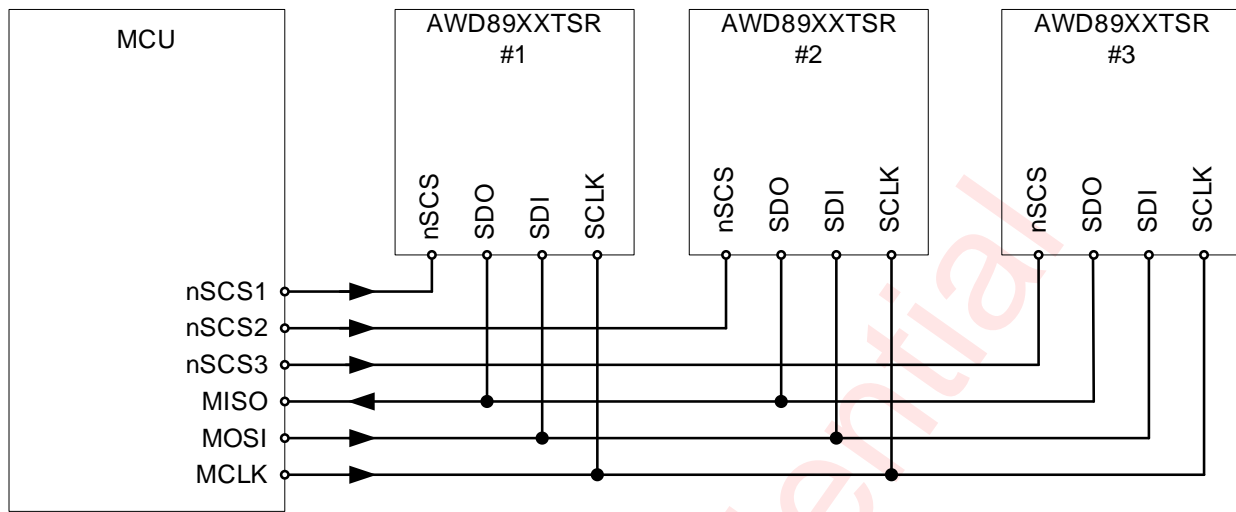 MCU
AWD89XXTSR
#1
AWD89XXTSR
#2
AWD89XXTSR
#3
nSCS
SDO
SDI
SCLK
nSCS
SDO
SDI
SCLK
nSCS
SDO
SDI
SCLK
nSCS1
nSCS2
nSCS3
MISO
MOSI
MCLK
dential